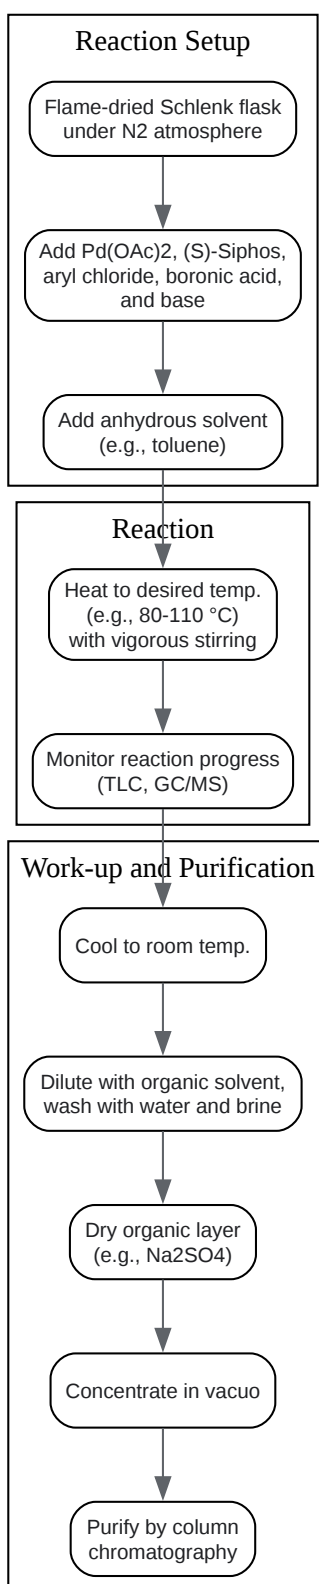 Reaction Setup
Flame-dried Schlenk flask
under N2 atmosphere
Add Pd(OAc)2, (S)-Siphos,
aryl chloride, boronic acid,
and base
Add anhydrous solvent
(e.g., toluene)
Reaction
Heat to desired temp.
(e.g., 80-110 °C)
with vigorous stirring
Monitor reaction progress
(TLC, GC/MS)
Work-up and Purification
Cool to room temp.
Dilute with organic solvent,
wash with water and brine
Dry organic layer
(e.g., Na2SO4)
Concentrate in vacuo
Purify by column
chromatography